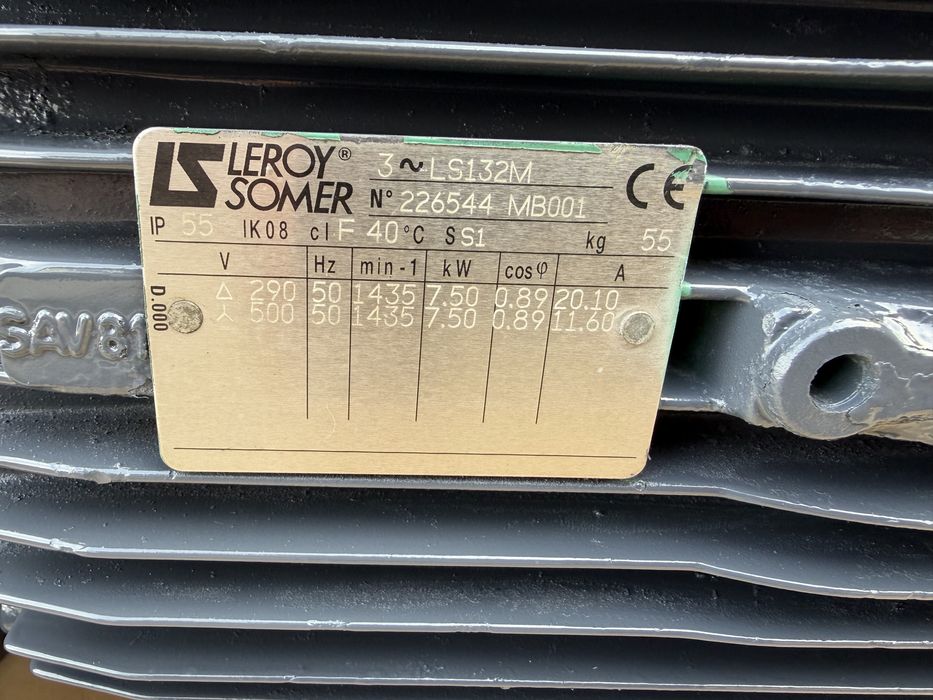 LEROY® SOMER
3~ LS132M
N° 226544 MB001
CE
IP 55 IK08 cl F 40°C S S1 kg 55
V Hz min-1 kW cosφ A
Δ 290 50 1435 7.50 0.89 20.10
⅄ 500 50 1435 7.50 0.89 11.60
D.000
SAV81